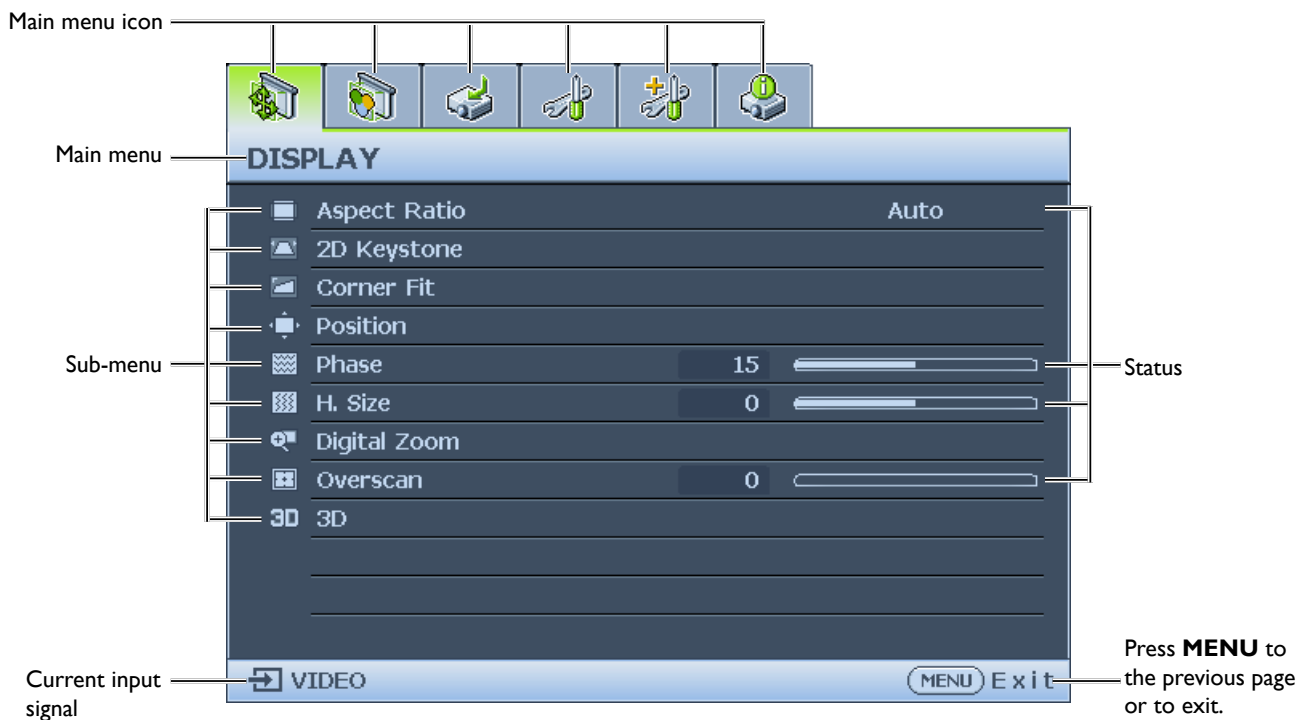 Main menu icon
Main menu
DISPLAY
Aspect Ratio Auto
2D Keystone
Corner Fit
Position
Sub-menu
Phase 15
Status
H. Size 0
Digital Zoom
Overscan 0
3D 3D
Current input
signal
VIDEO
MENU Exit
Press MENU to
the previous page
or to exit.